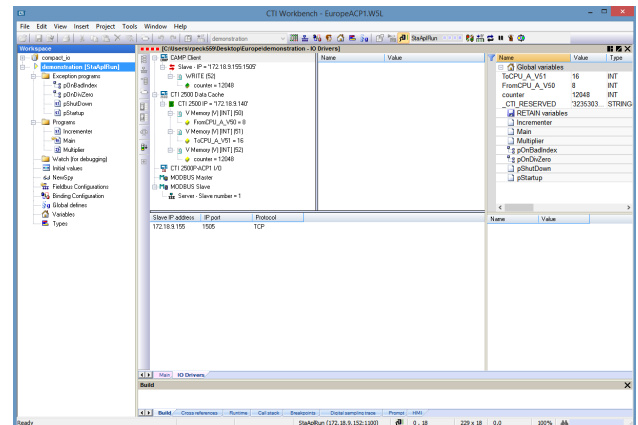 CTI Workbench - EuropeACP1.W5L
File Edit View Insert Project Tools Window Help
demonstration
StaAplRun
Workspace
compact_io
demonstration [StaAplRun]
Exception programs
pOnBadIndex
pOnDivZero
pShutDown
pStartup
Programs
Incrementer
Main
Multiplier
Watch (for debugging)
Initial values
NewSpy
Fieldbus Configurations
Binding Configuration
Global defines
Variables
Types
[C:\Users\rpeck559\Desktop\Europe\demonstration - IO Drivers]
CAMP Client
Slave - IP = '172.18.9.155:1505'
WRITE (52)
counter = 12048
CTI 2500 Data Cache
CTI 2500 IP = '172.18.9.140'
V Memory (V) [INT] (50)
FromCPU_A_V50 = 8
V Memory (V) [INT] (51)
ToCPU_A_V51 = 16
V Memory (V) [INT] (52)
counter = 12048
CTI 2500P-ACP1 I/O
MODBUS Master
MODBUS Slave
Server - Slave number = 1
Name Value
Slave IP address IP port Protocol
172.18.9.155 1505 TCP
Main IO Drivers
Name Value Type
Global variables
ToCPU_A_V51 16 INT
FromCPU_A_V50 8 INT
counter 12048 INT
_CTI_RESERVED '3235303... STRING
RETAIN variables
Incrementer
Main
Multiplier
pOnBadIndex
pOnDivZero
pShutDown
pStartup
Name Value
Build
Build Cross references Runtime Call stack Breakpoints Digital sampling trace Prompt HMI
Ready StaAplRun (172.18.9.152:1100) 0 . 18 229 x 18 0,0 100%